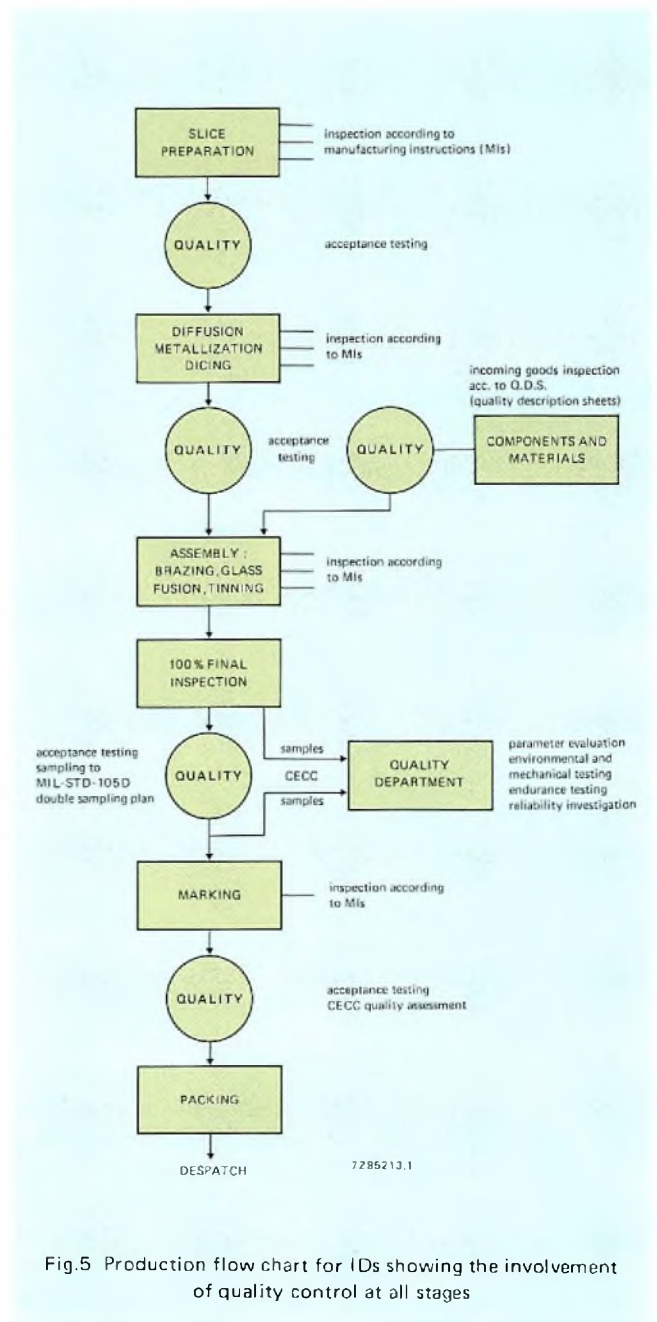 SLICE
PREPARATION
inspection according to
manufacturing instructions (MIs)
QUALITY
acceptance testing
DIFFUSION
METALLIZATION
DICING
inspection according
to MIs
incoming goods inspection
acc. to Q.D.S.
(quality description sheets)
QUALITY
acceptance
testing
QUALITY
COMPONENTS AND
MATERIALS
ASSEMBLY :
BRAZING, GLASS
FUSION, TINNING
inspection according
to MIs
100% FINAL
INSPECTION
acceptance testing
sampling to
MIL-STD-105D
double sampling plan
QUALITY
samples
CECC
samples
QUALITY
DEPARTMENT
parameter evaluation
environmental and
mechanical testing
endurance testing
reliability investigation
MARKING
inspection according
to MIs
QUALITY
acceptance testing
CECC quality assessment
PACKING
DESPATCH
7Z85213.1
Fig.5 Production flow chart for IDs showing the involvement
of quality control at all stages